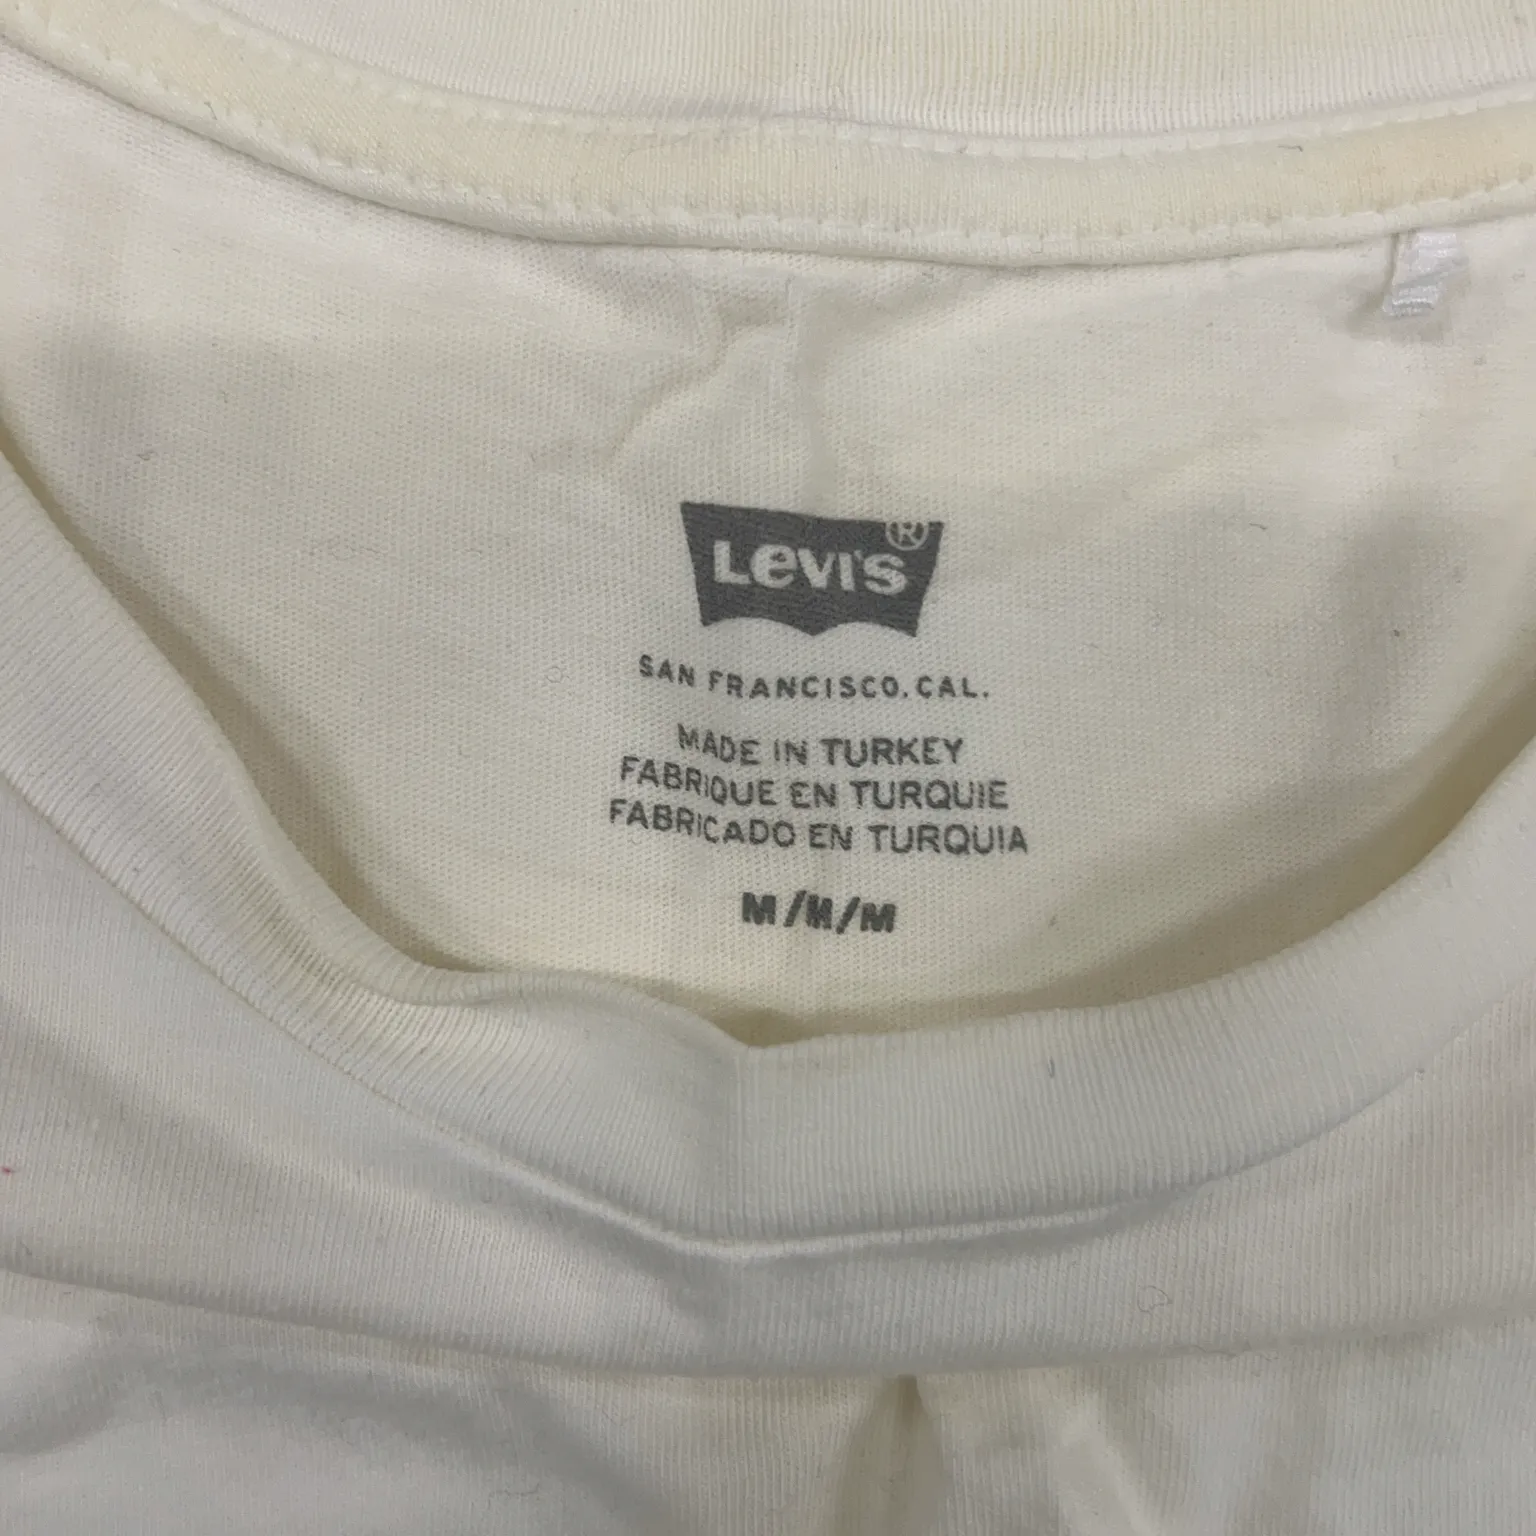 LEVI'S®
SAN FRANCISCO, CAL.
MADE IN TURKEY
FABRIQUE EN TURQUIE
FABRICADO EN TURQUIA
M/M/M